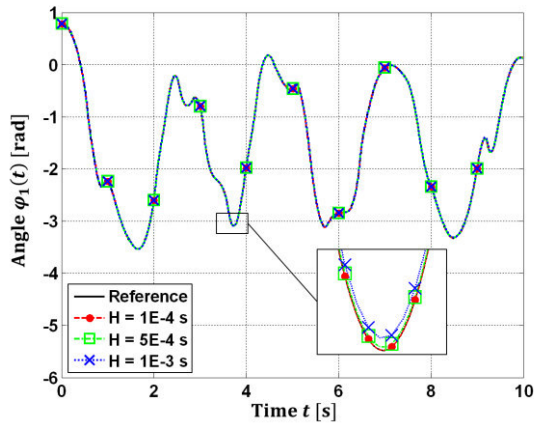 1
0
-1
-2
-3
-4
-5
-6
Angle φ₁(t) [rad]
Reference
H = 1E-4 s
H = 5E-4 s
H = 1E-3 s
0 2 4 6 8 10
Time t [s]